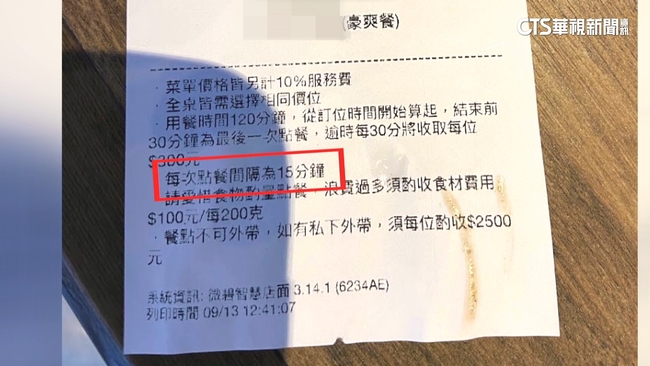 CTS華視新聞資訊
(豪爽餐)
· 菜單價格皆另計10%服務費
· 全桌皆需選擇相同價位
· 用餐時間120分鐘，從訂位時間開始算起，結束前
30分鐘為最後一次點餐，逾時每30分將收取每位
$300元
· 每次點餐間隔為15分鐘
· 請愛惜食物酌量點餐，浪費過多須酌收食材費用
$100元/每200克
· 餐點不可外帶，如有私下外帶，須每位酌收$2500
元
系統資訊: 微碧智慧店面 3.14.1 (6234AE)
列印時間 09/13 12:41:07